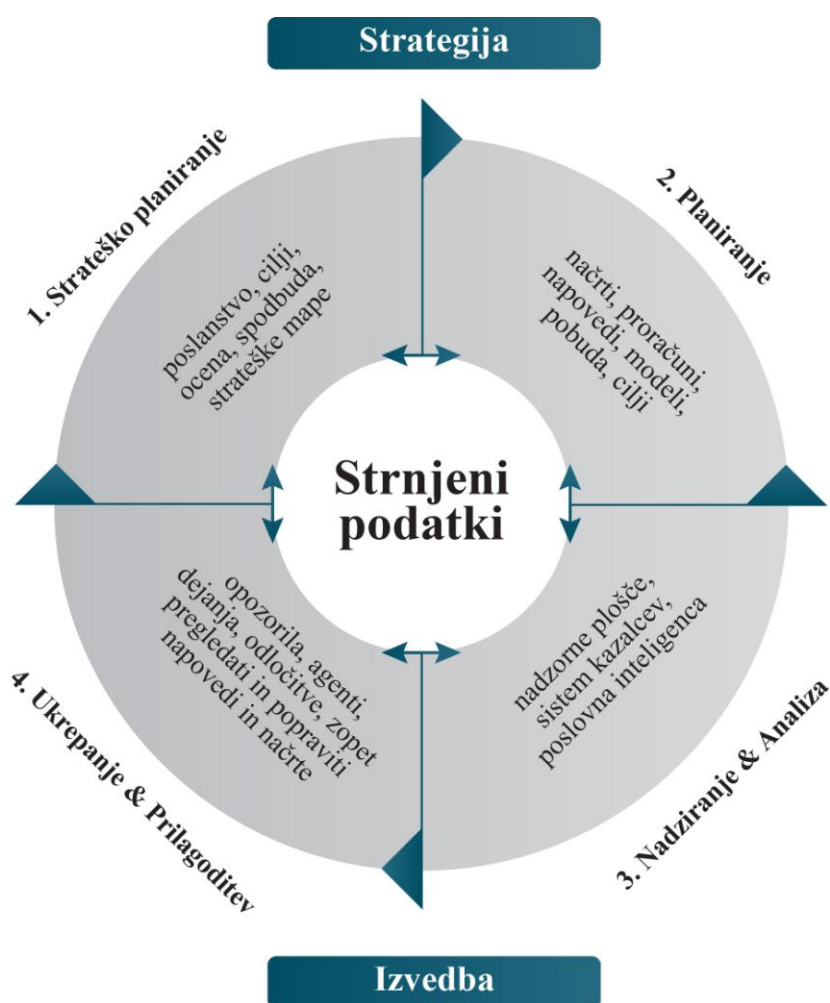 Strategija
1. Strateško planiranje
poslanstvo, cilji,
ocena, spodbuda,
strateške mape
2. Planiranje
načrti, proračuni,
napovedi, modeli,
pobuda, cilji
Strnjeni
podatki
opozorila, agenti,
dejanja, odločitve, zopet
pregledati in popraviti
napovedi in načrte
4. Ukrepanje & Prilagoditev
nadzorne plošče,
sistem kazalcev,
poslovna inteligenca
3. Nadziranje & Analiza
Izvedba